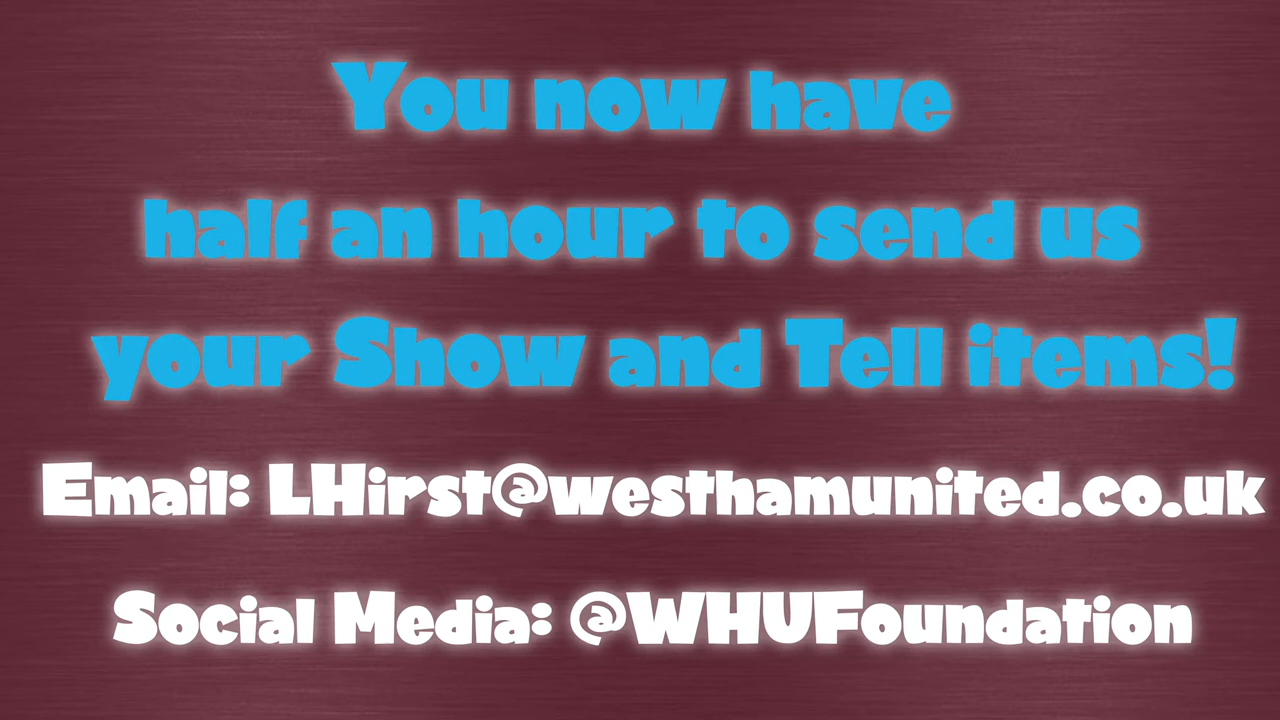 You now have
half an hour to send us
your Show and Tell items!
Email: LHirst@westhamunited.co.uk
Social Media: @WHUFoundation